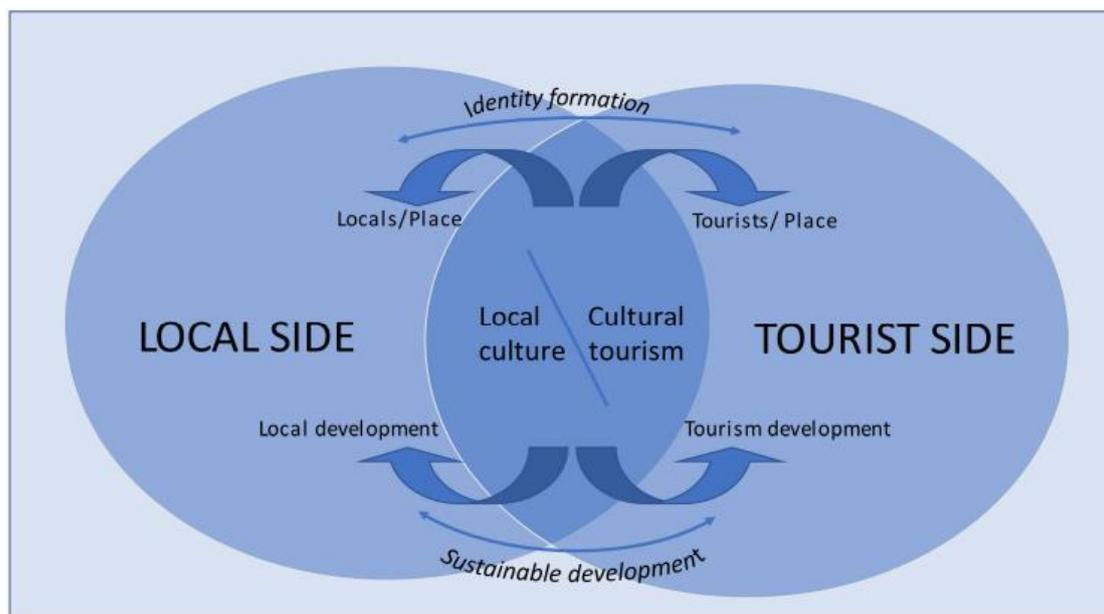 Identity formation
Locals/Place
Tourists/ Place
LOCAL SIDE
Local
culture
Cultural
tourism
TOURIST SIDE
Local development
Tourism development
Sustainable development